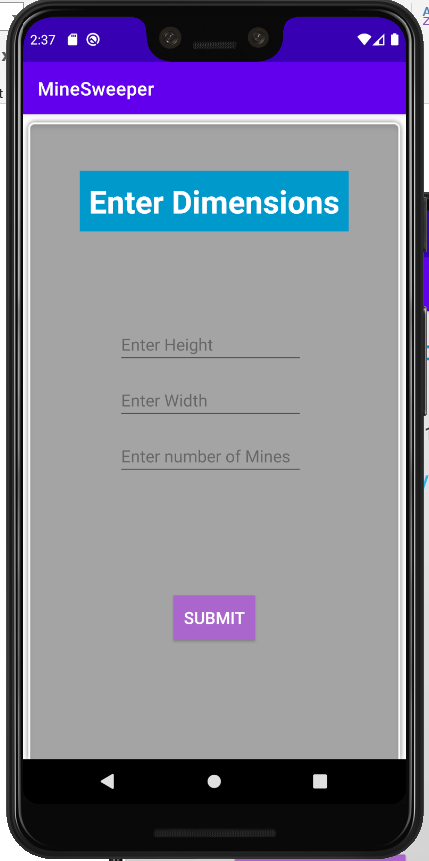 2:37
MineSweeper
Enter Dimensions
Enter Height
Enter Width
Enter number of Mines
SUBMIT